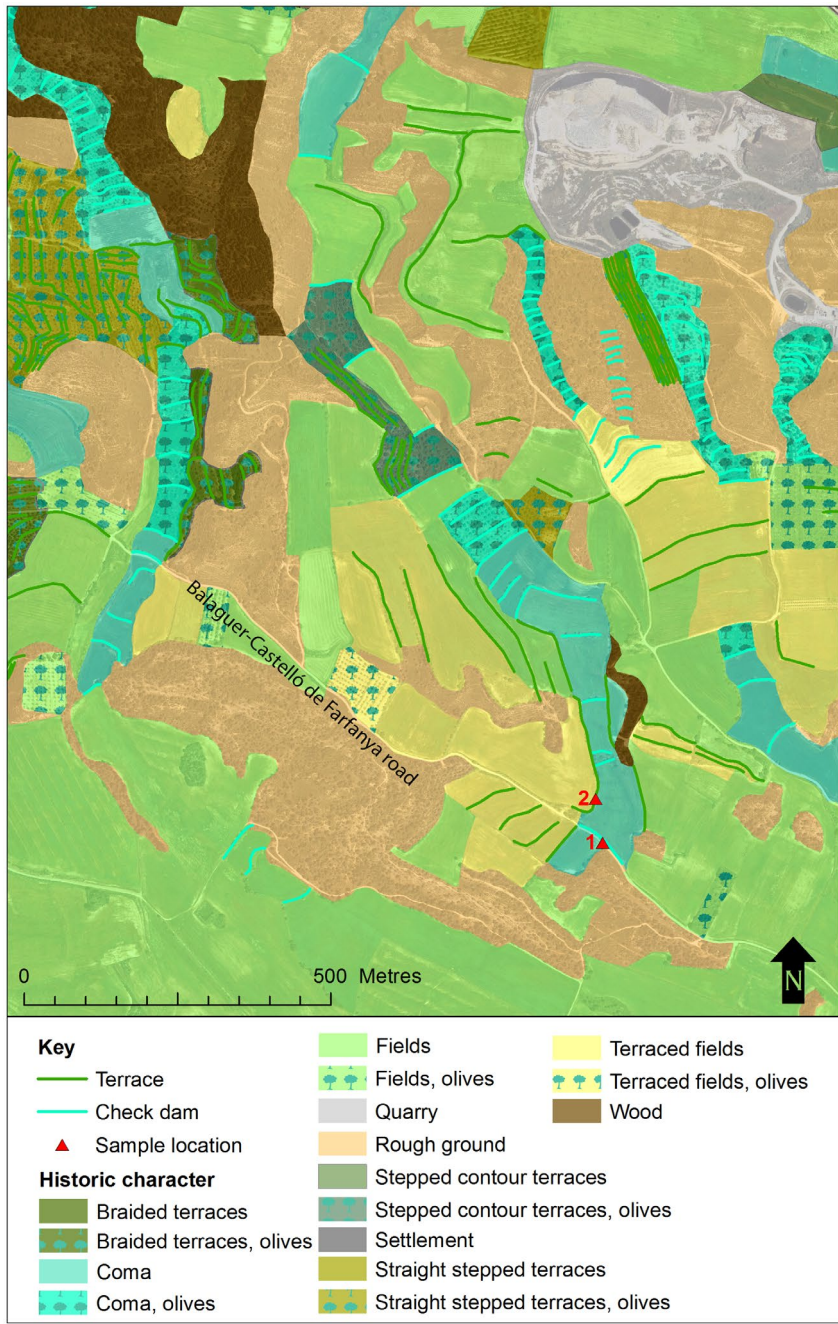 Balaguer-Castelló de Farfanya road
2
1
0
500 Metres
N
Key
Terrace
Check dam
Sample location
Historic character
Braided terraces
Braided terraces, olives
Coma
Coma, olives
Fields
Fields, olives
Quarry
Rough ground
Stepped contour terraces
Stepped contour terraces, olives
Settlement
Straight stepped terraces
Straight stepped terraces, olives
Terraced fields
Terraced fields, olives
Wood